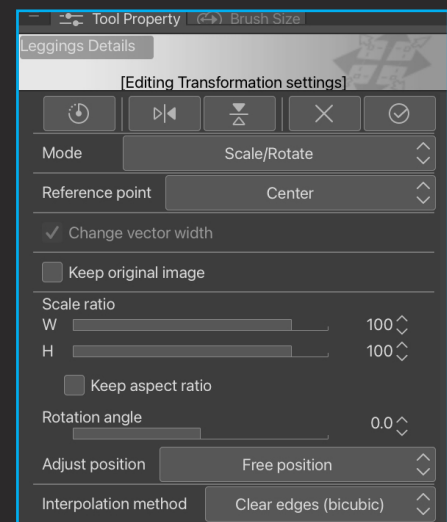 Tool Property
Brush Size
Leggings Details
[Editing Transformation settings]
Mode
Scale/Rotate
Reference point
Center
Change vector width
Keep original image
Scale ratio
W
100
H
100
Keep aspect ratio
Rotation angle
0.0
Adjust position
Free position
Interpolation method
Clear edges (bicubic)